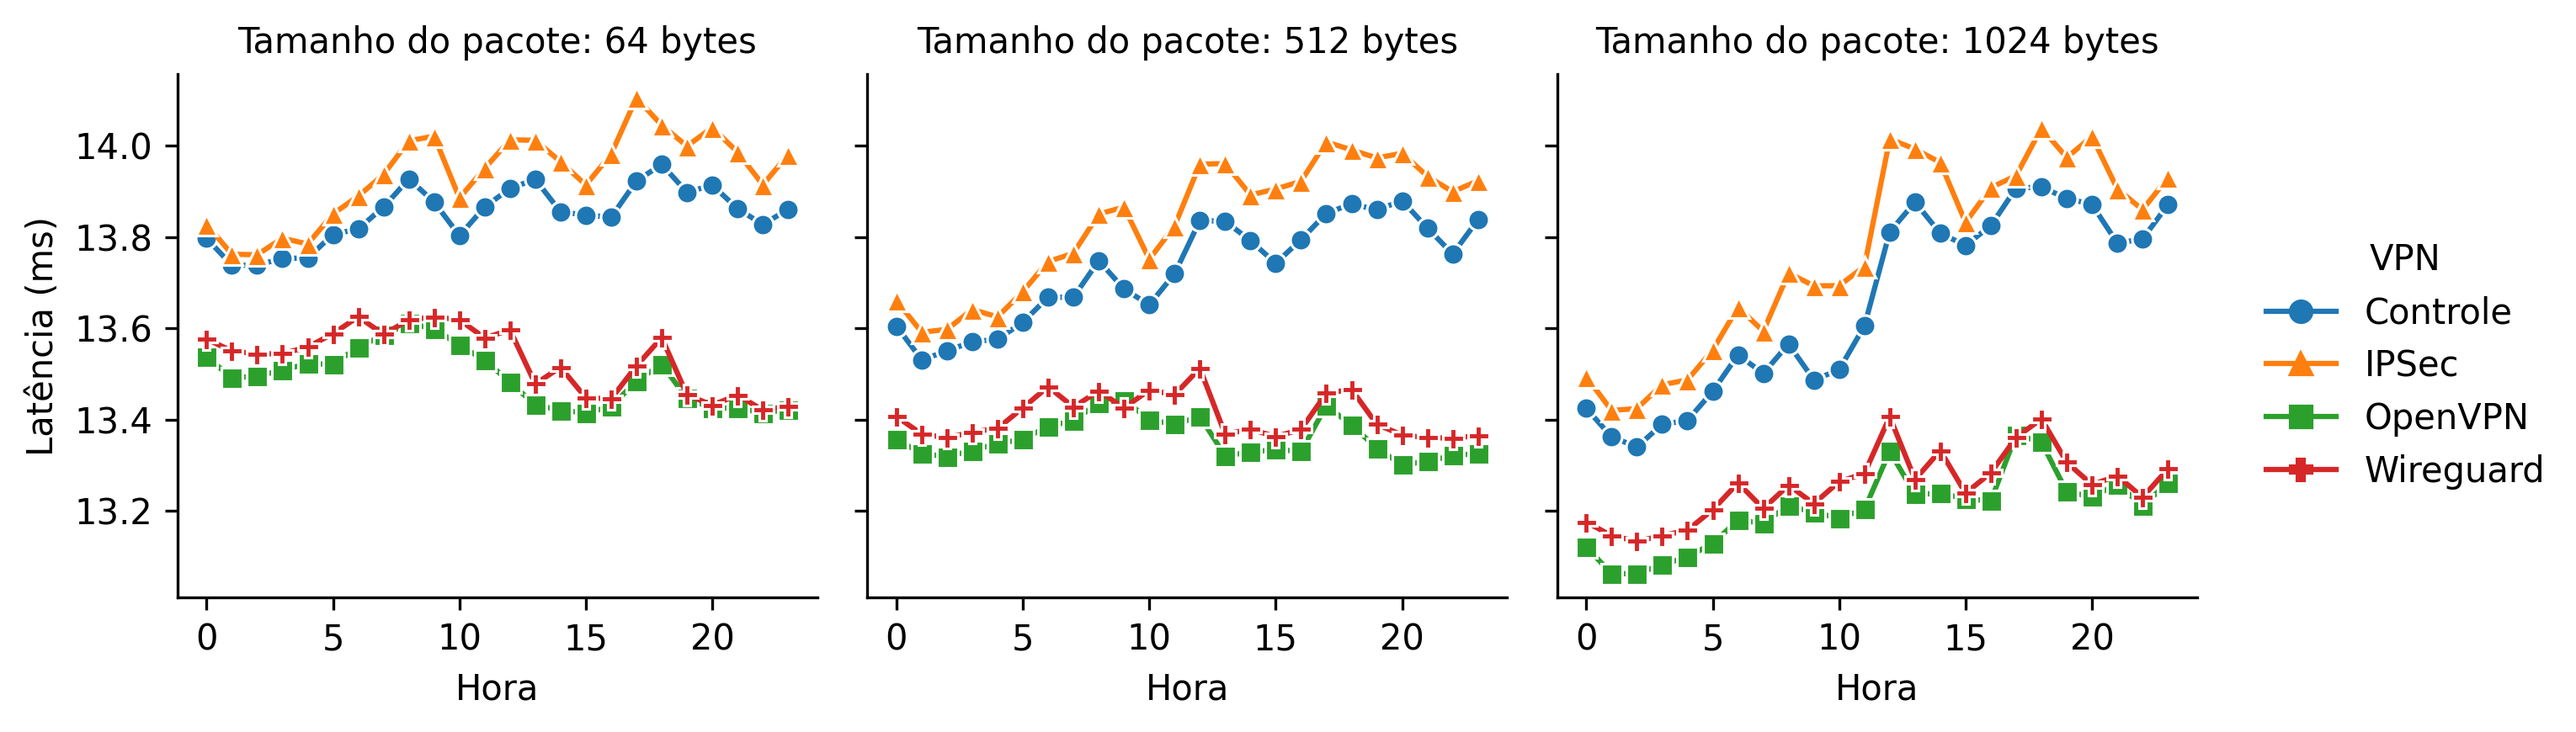 Tamanho do pacote: 64 bytes
Tamanho do pacote: 512 bytes
Tamanho do pacote: 1024 bytes
Latência (ms)
14.0
13.8
13.6
13.4
13.2
0 5 10 15 20
0 5 10 15 20
0 5 10 15 20
Hora
Hora
Hora
VPN
Controle
IPSec
OpenVPN
Wireguard